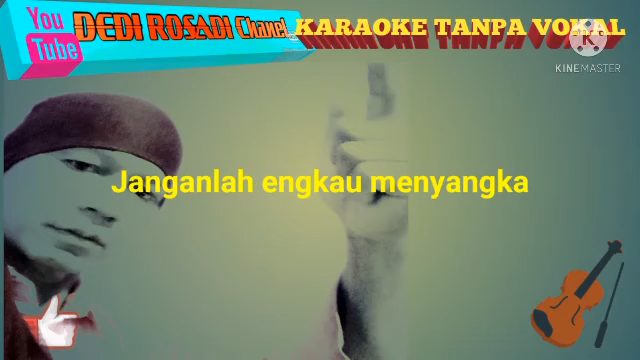 You
Tube
DEDI ROSADI Chanel
KARAOKE TANPA VOKAL
KINEMASTER
Janganlah engkau menyangka